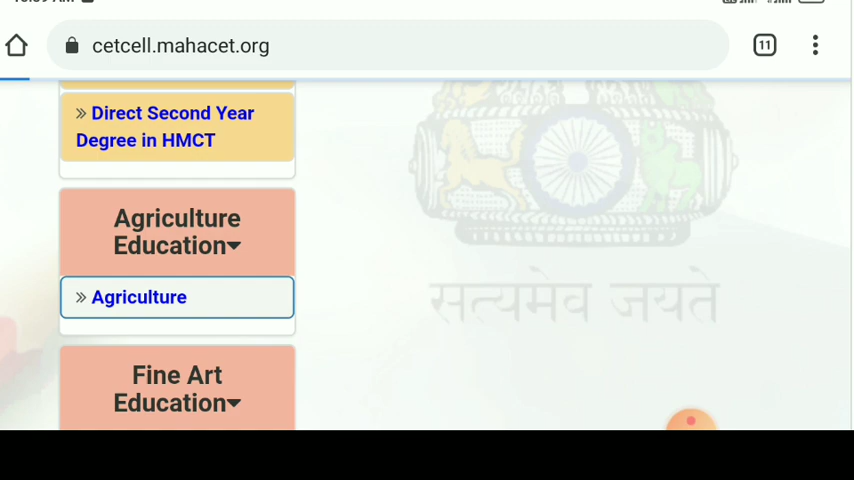 cetcell.mahacet.org
11
» Direct Second Year
Degree in HMCT
Agriculture
Education
» Agriculture
Fine Art
Education
सत्यमेव जयते